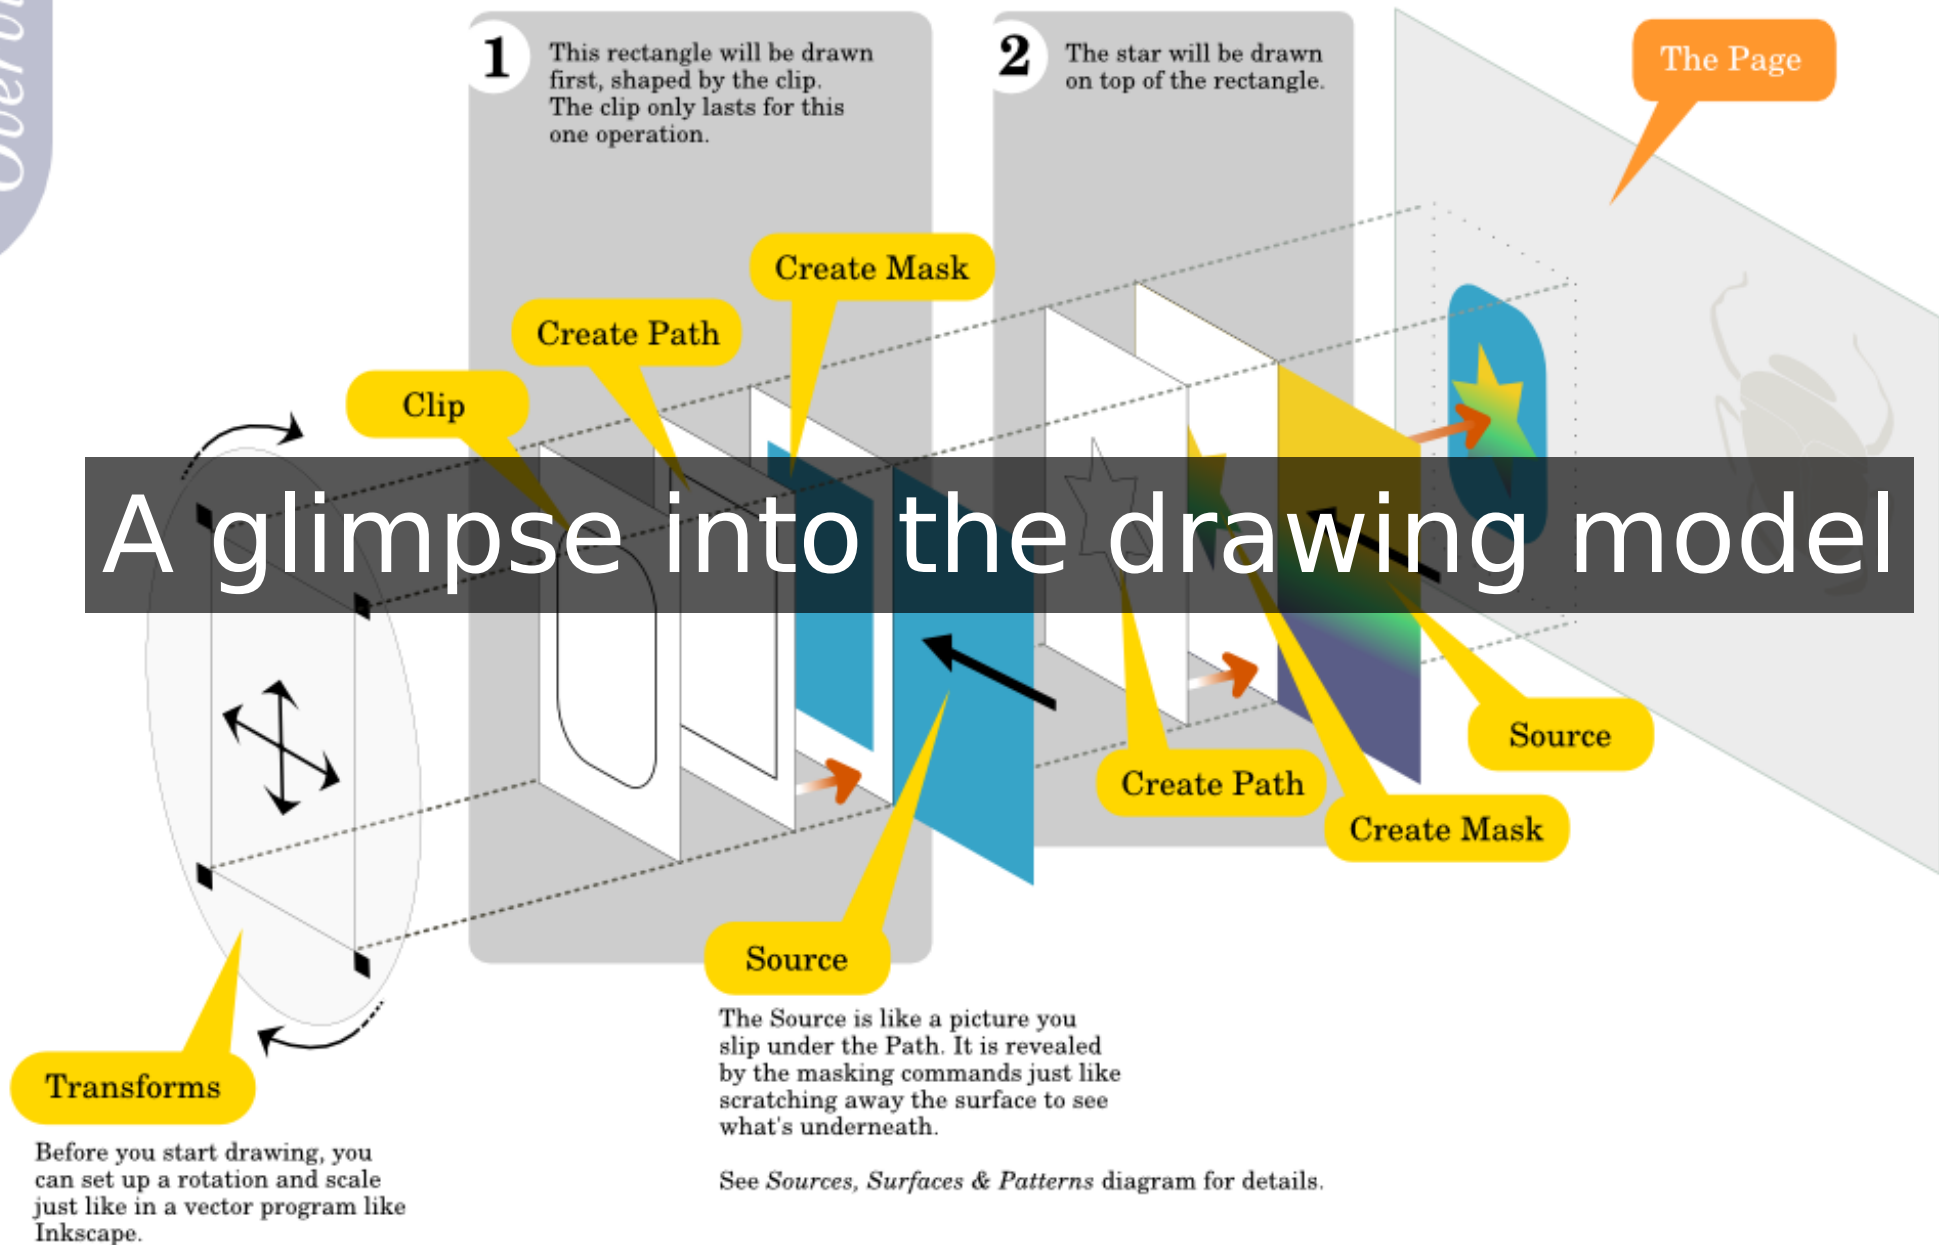 1
This rectangle will be drawn
first, shaped by the clip.
The clip only lasts for this
one operation.
2
The star will be drawn
on top of the rectangle.
The Page
Create Mask
Create Path
Clip
A glimpse into the drawing model
Source
Create Path
Create Mask
Source
The Source is like a picture you
slip under the Path. It is revealed
by the masking commands just like
scratching away the surface to see
what's underneath.
See Sources, Surfaces & Patterns diagram for details.
Transforms
Before you start drawing, you
can set up a rotation and scale
just like in a vector program like
Inkscape.